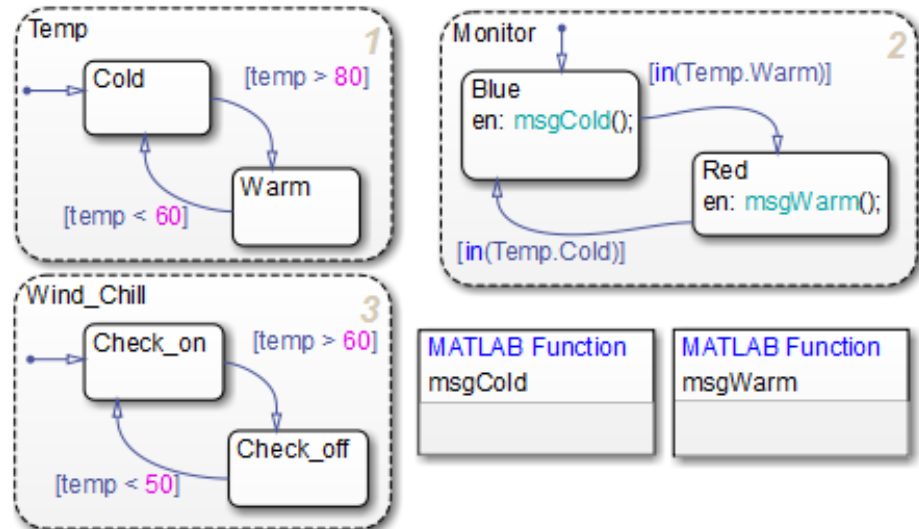 Temp
1
Cold
[temp > 80]
Warm
[temp < 60]
Monitor
2
Blue
en: msgCold();
[in(Temp.Warm)]
Red
en: msgWarm();
[in(Temp.Cold)]
Wind_Chill
3
Check_on
[temp > 60]
Check_off
[temp < 50]
MATLAB Function
msgCold
MATLAB Function
msgWarm